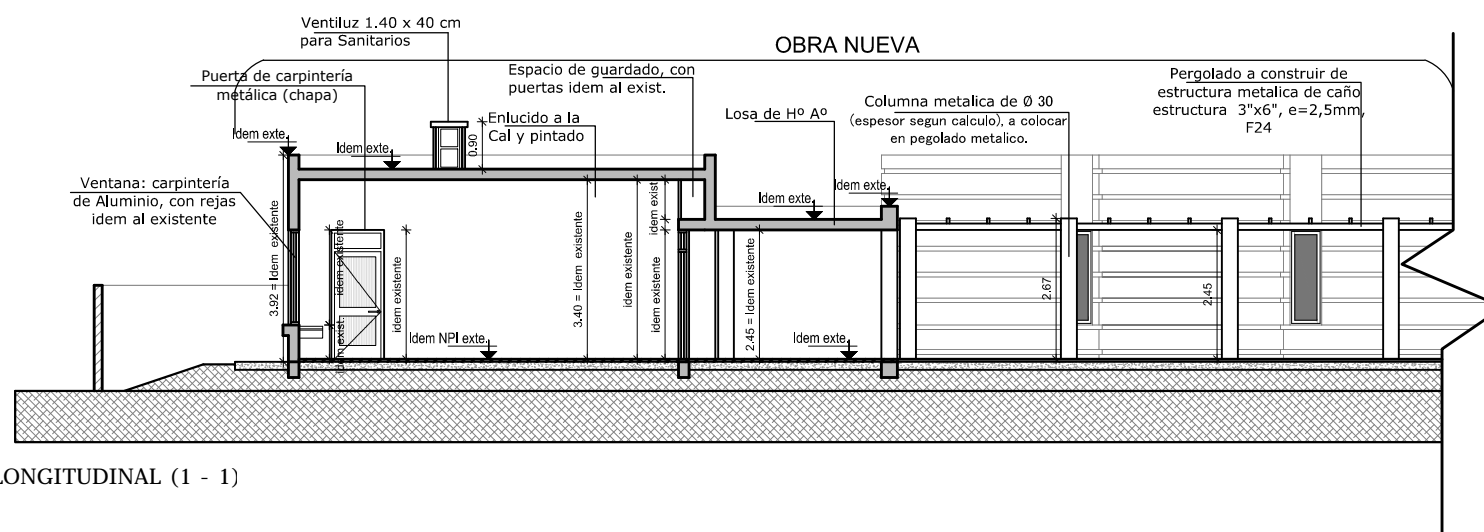 Ventiluz 1.40 x 40 cm
para Sanitarios
OBRA NUEVA
Puerta de carpintería
metálica (chapa)
Espacio de guardado, con
puertas idem al exist.
Enlucido a la
Cal y pintado
Losa de Hº Aº
Columna metalica de Ø 30
(espesor segun calculo), a colocar
en pegolado metalico.
Pergolado a construir de
estructura metalica de caño
estructura 3"x6", e=2,5mm,
F24
Ventana: carpintería
de Aluminio, con rejas
idem al existente
Idem exte.
Idem exte.
0.90
Idem exte.
Idem exte.
3.92 = Idem existente
idem existente
idem exist.
idem existente
idem existente
3.40 = Idem existente
idem existente
idem exist.
idem existente
2.45 = Idem existente
2.67
2.45
Idem NPI exte.
Idem exte.
LONGITUDINAL (1 - 1)